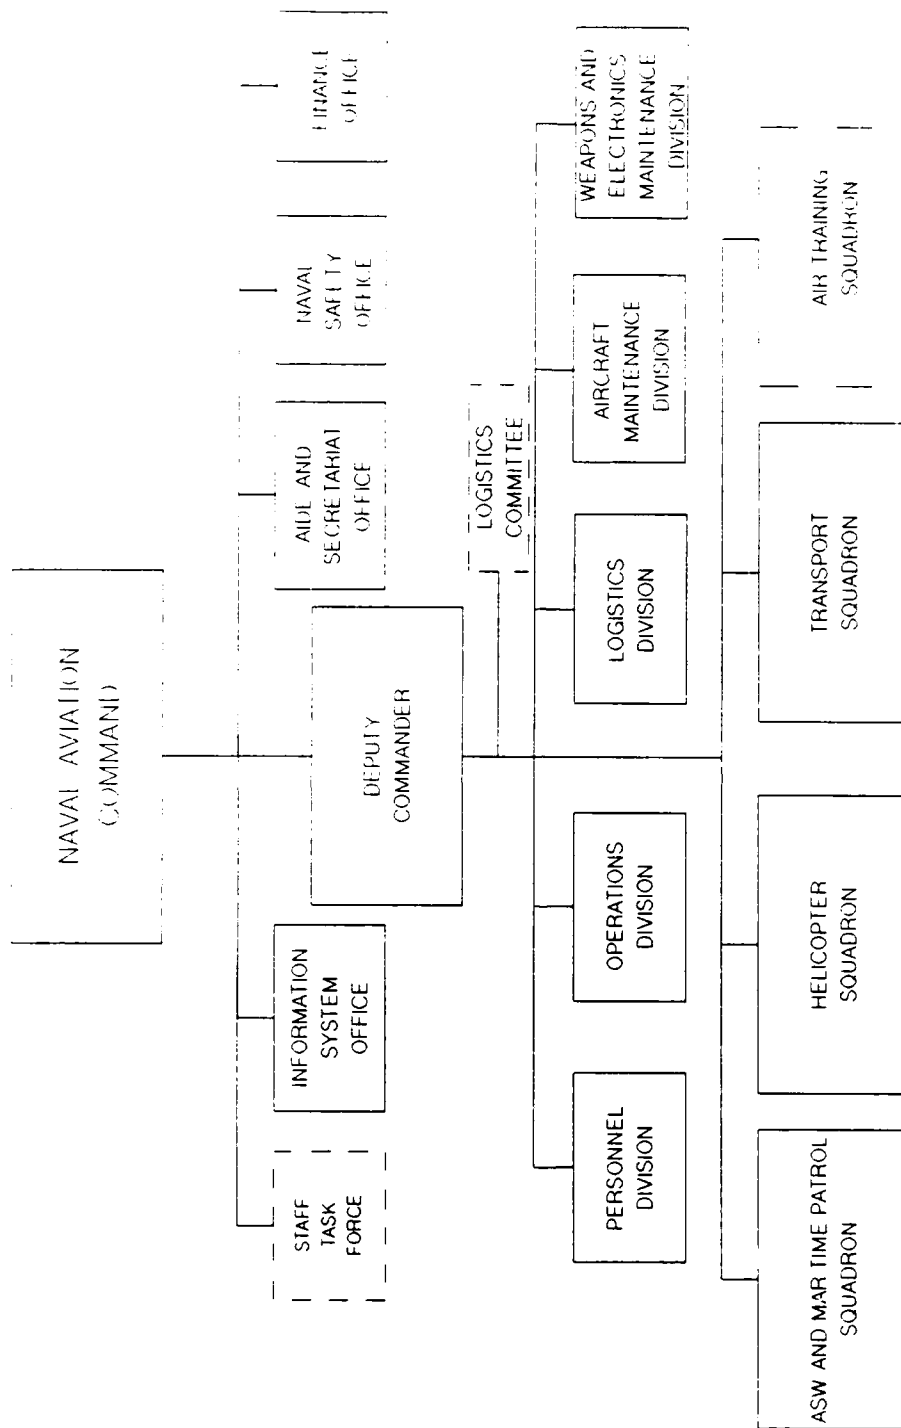 NAVAL AVIATION
COMMAND
STAFF
TASK
FORCE
INFORMATION
SYSTEM
OFFICE
AIDE AND
SECRETARIAT
OFFICE
NAVAL
SAFETY
OFFICE
FINANCE
OFFICE
DEPUTY
COMMANDER
LOGISTICS
COMMITTEE
PERSONNEL
DIVISION
OPERATIONS
DIVISION
LOGISTICS
DIVISION
AIRCRAFT
MAINTENANCE
DIVISION
WEAPONS AND
ELECTRONICS
MAINTENANCE
DIVISION
ASW AND MARITIME PATROL
SQUADRON
HELICOPTER
SQUADRON
TRANSPORT
SQUADRON
AIR TRAINING
SQUADRON